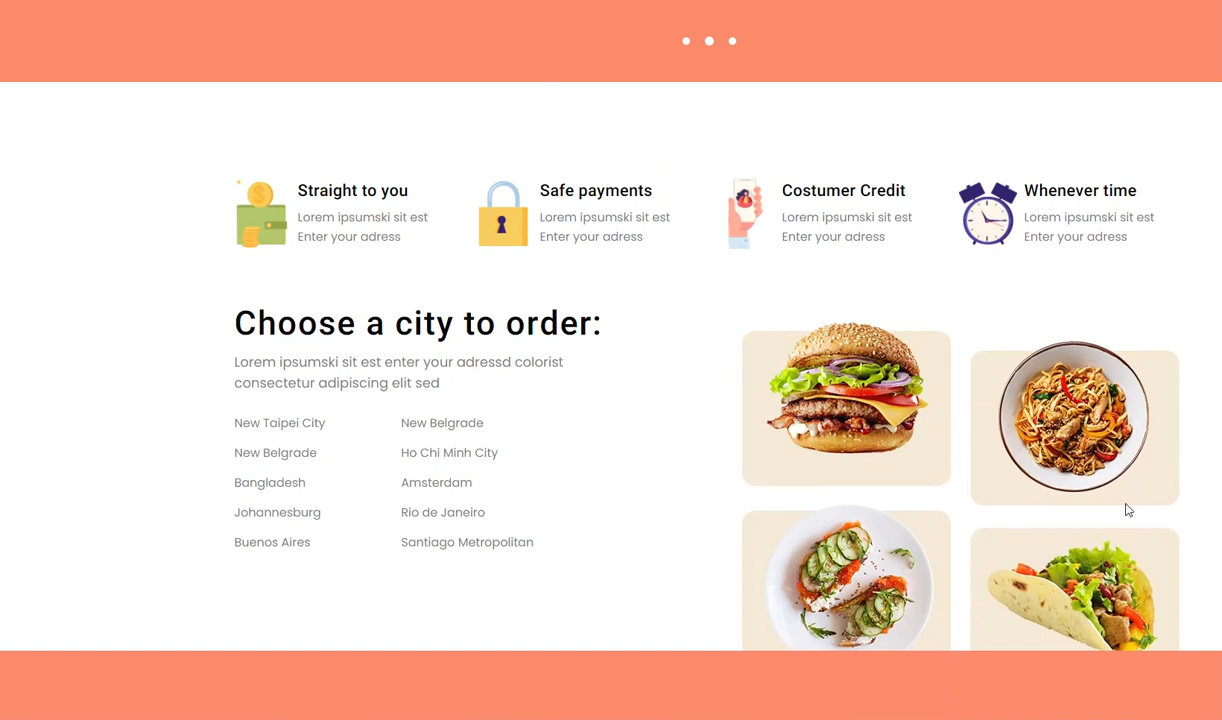 Straight to you
Lorem ipsumski sit est
Enter your adress
Safe payments
Lorem ipsumski sit est
Enter your adress
Costumer Credit
Lorem ipsumski sit est
Enter your adress
Whenever time
Lorem ipsumski sit est
Enter your adress
Choose a city to order:
Lorem ipsumski sit est enter your adressd colorist
consectetur adipiscing elit sed
New Taipei City
New Belgrade
Bangladesh
Johannesburg
Buenos Aires
New Belgrade
Ho Chi Minh City
Amsterdam
Rio de Janeiro
Santiago Metropolitan